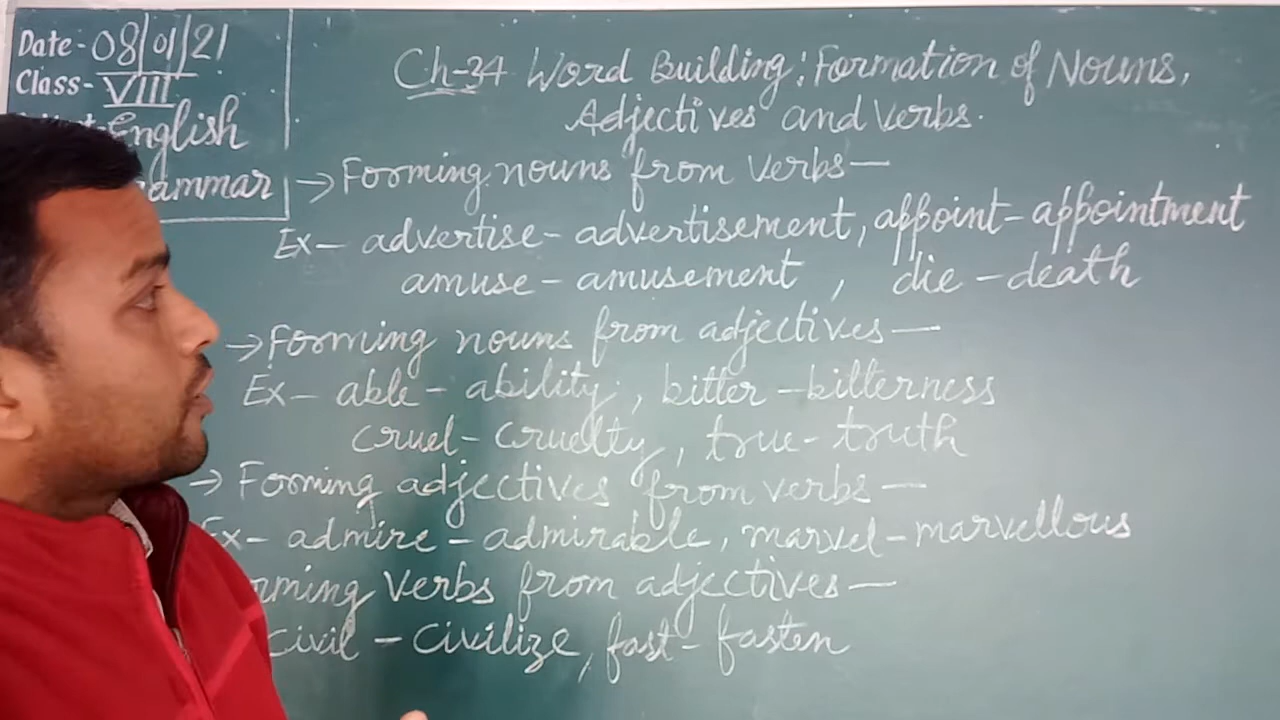 Date- 08/01/21
Class- VIII
English
Ch-34 Word Building: Formation of Nouns,
Adjectives and Verbs.
→ Forming nouns from verbs—
Ex— advertise- advertisement, appoint- appointment
amuse- amusement, die- death
→ Forming nouns from adjectives—
Ex— able- ability, bitter- bitterness
cruel- cruelty, true- truth
→ Forming adjectives from verbs—
Ex- admire- admirable, marvel- marvellous
verbs from adjectives—
civil - civilize, fast- fasten